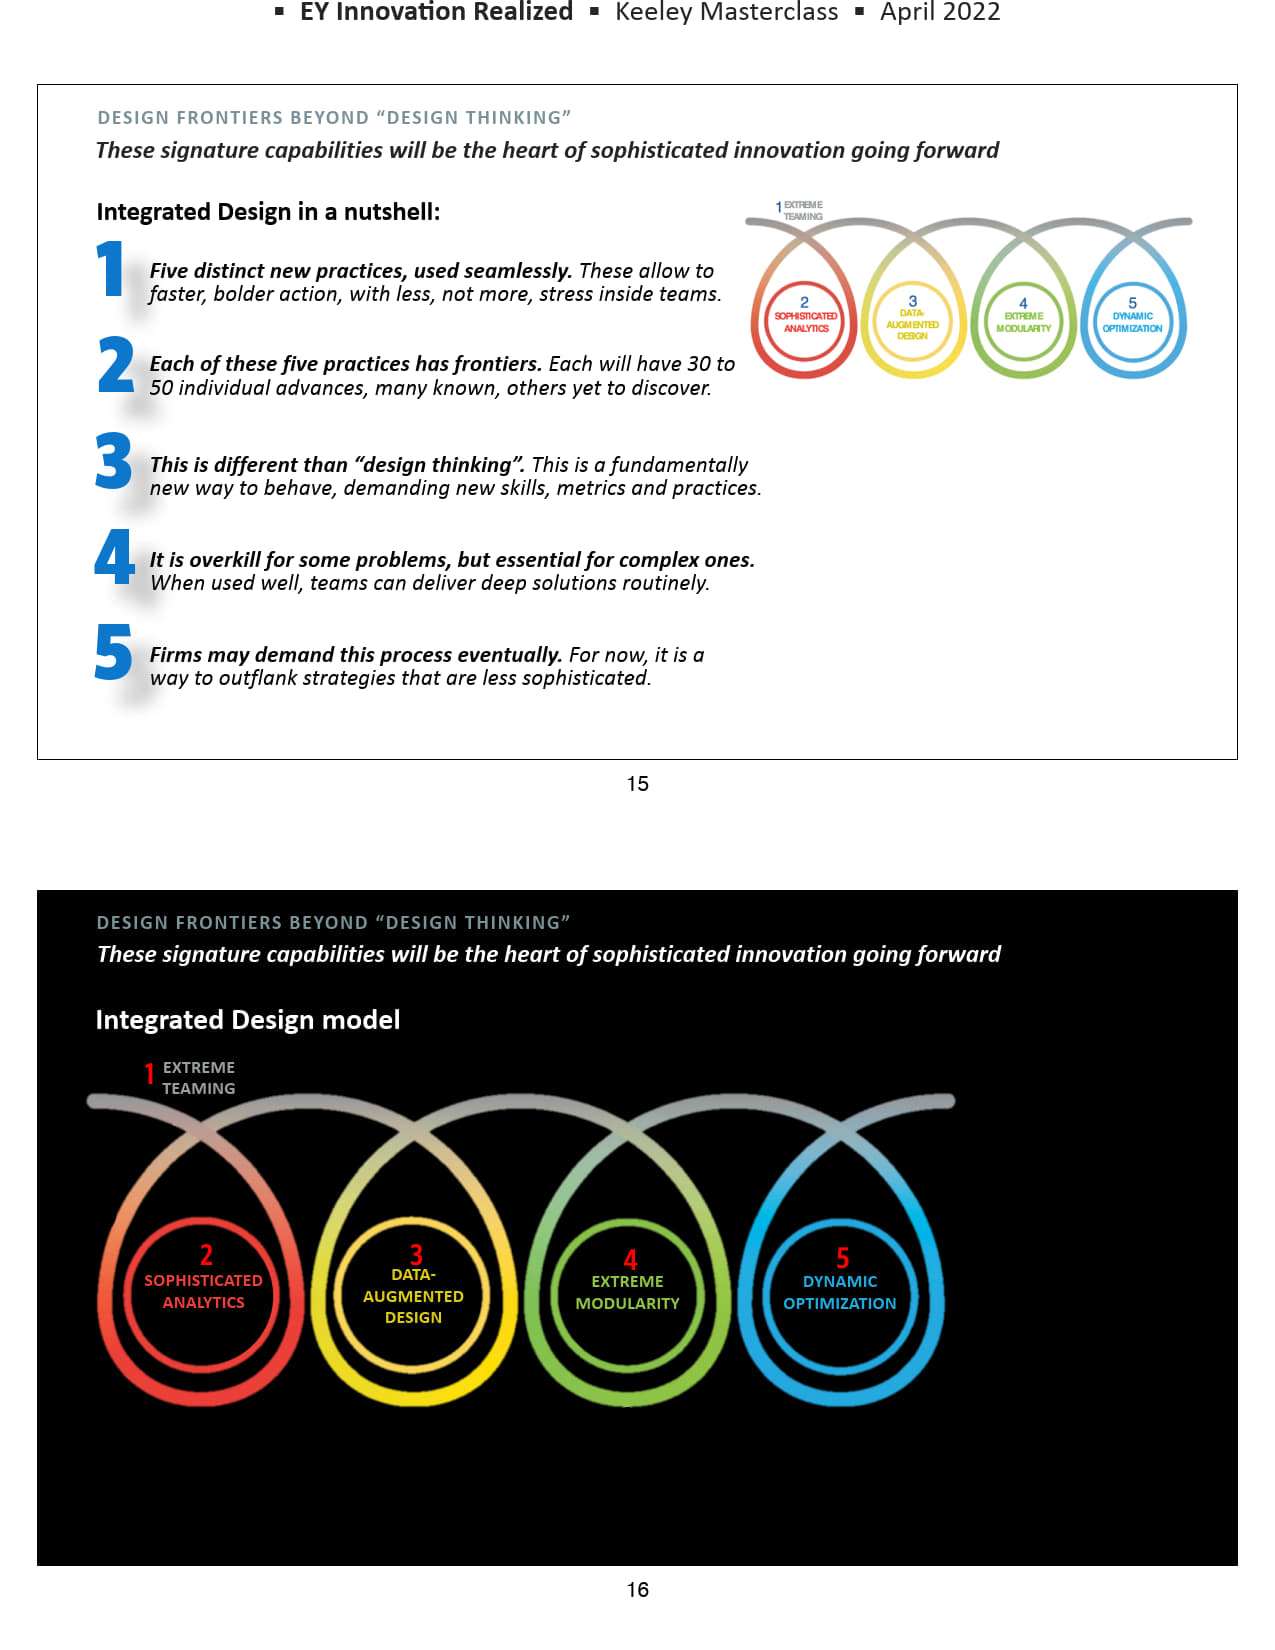 ▪ EY Innovation Realized ▪ Keeley Masterclass ▪ April 2022
DESIGN FRONTIERS BEYOND “DESIGN THINKING”
These signature capabilities will be the heart of sophisticated innovation going forward
Integrated Design in a nutshell:
1
Five distinct new practices, used seamlessly. These allow to
faster, bolder action, with less, not more, stress inside teams.
2
Each of these five practices has frontiers. Each will have 30 to
50 individual advances, many known, others yet to discover.
3
This is different than “design thinking”. This is a fundamentally
new way to behave, demanding new skills, metrics and practices.
4
It is overkill for some problems, but essential for complex ones.
When used well, teams can deliver deep solutions routinely.
5
Firms may demand this process eventually. For now, it is a
way to outflank strategies that are less sophisticated.
1 EXTREME
TEAMING
2
SOPHISTICATED
ANALYTICS
3
DATA-
AUGMENTED
DESIGN
4
EXTREME
MODULARITY
5
DYNAMIC
OPTIMIZATION
15
DESIGN FRONTIERS BEYOND “DESIGN THINKING”
These signature capabilities will be the heart of sophisticated innovation going forward
Integrated Design model
1 EXTREME
TEAMING
2
SOPHISTICATED
ANALYTICS
3
DATA-
AUGMENTED
DESIGN
4
EXTREME
MODULARITY
5
DYNAMIC
OPTIMIZATION
16